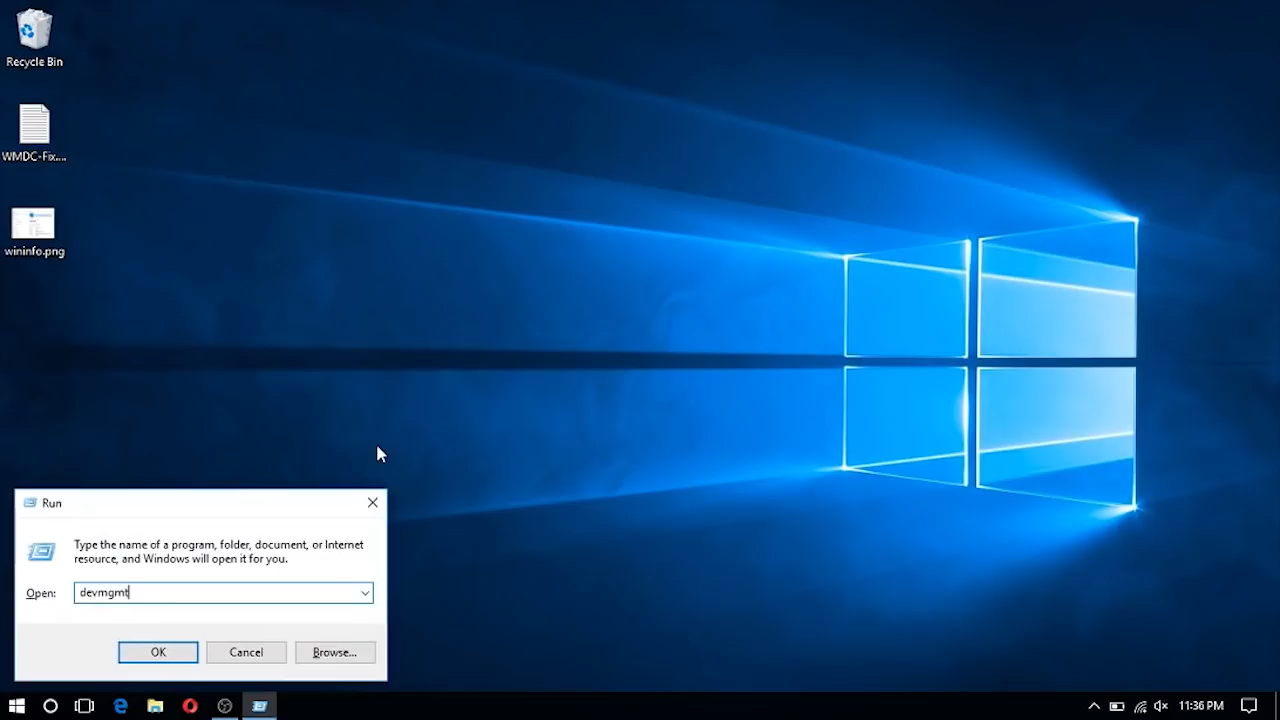 Recycle Bin
WMDC-Fix....
wininfo.png
Run
Type the name of a program, folder, document, or Internet
resource, and Windows will open it for you.
Open:
devmgmt
OK
Cancel
Browse...
11:36 PM